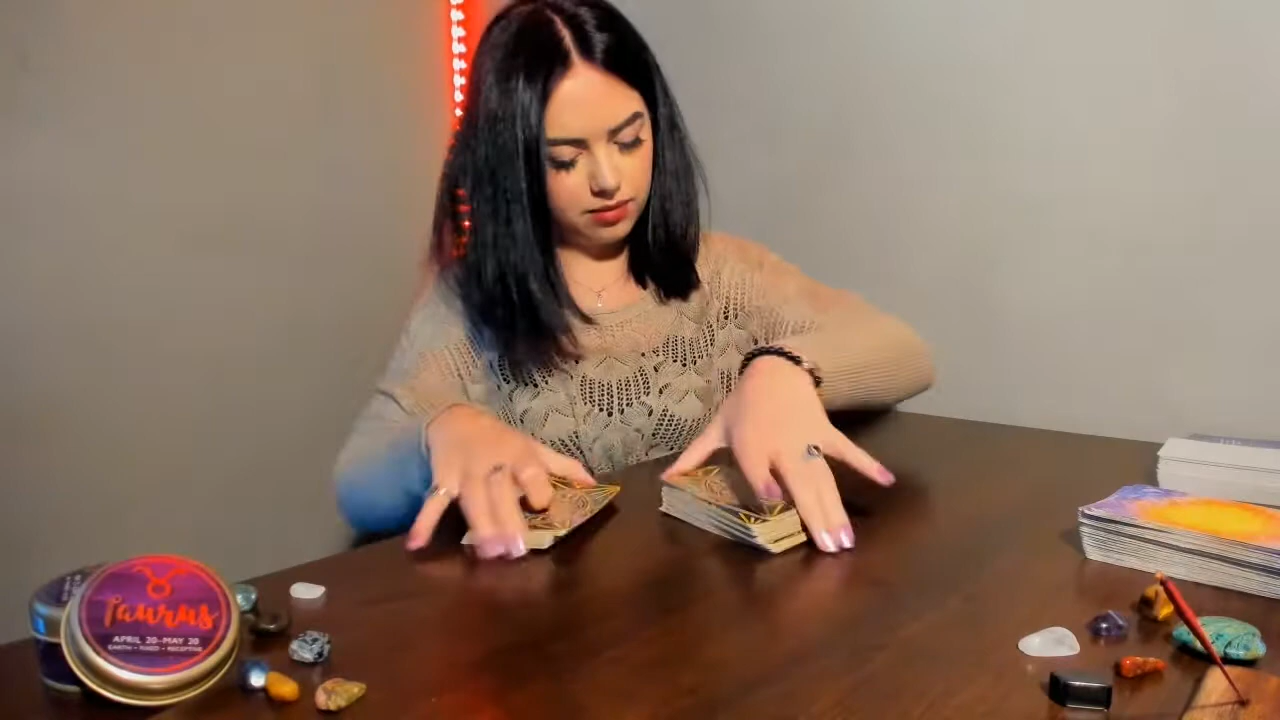 Taurus
APRIL 20–MAY 20
EARTH • FIXED • RECEPTIVE